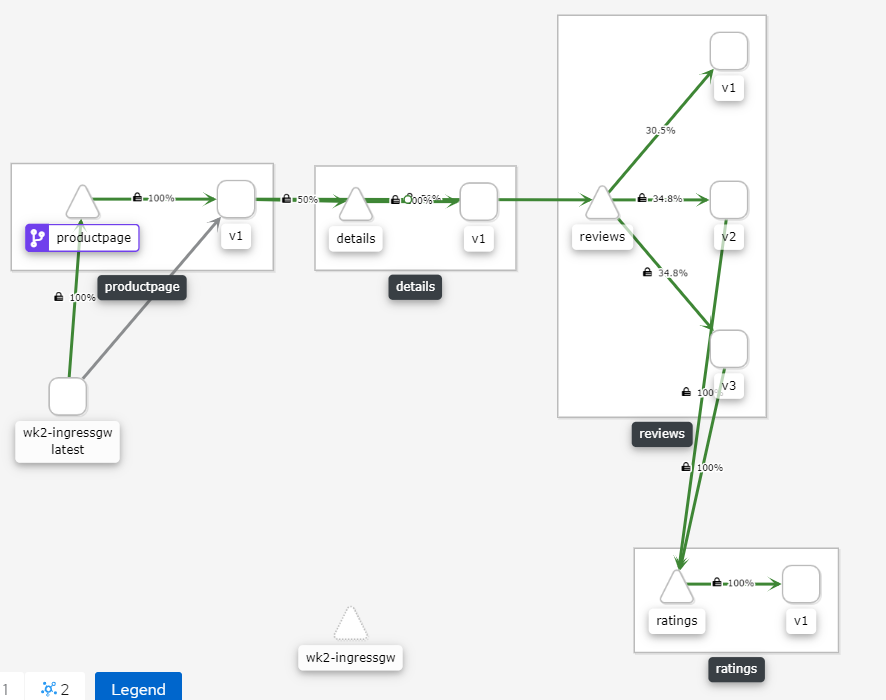 v1
30.5%
100%
50%
100%
34.8%
productpage
v1
details
v1
reviews
v2
34.8%
productpage
details
100%
v3
100%
wk2-ingressgw
latest
reviews
100%
100%
ratings
v1
wk2-ingressgw
ratings
1
2
Legend